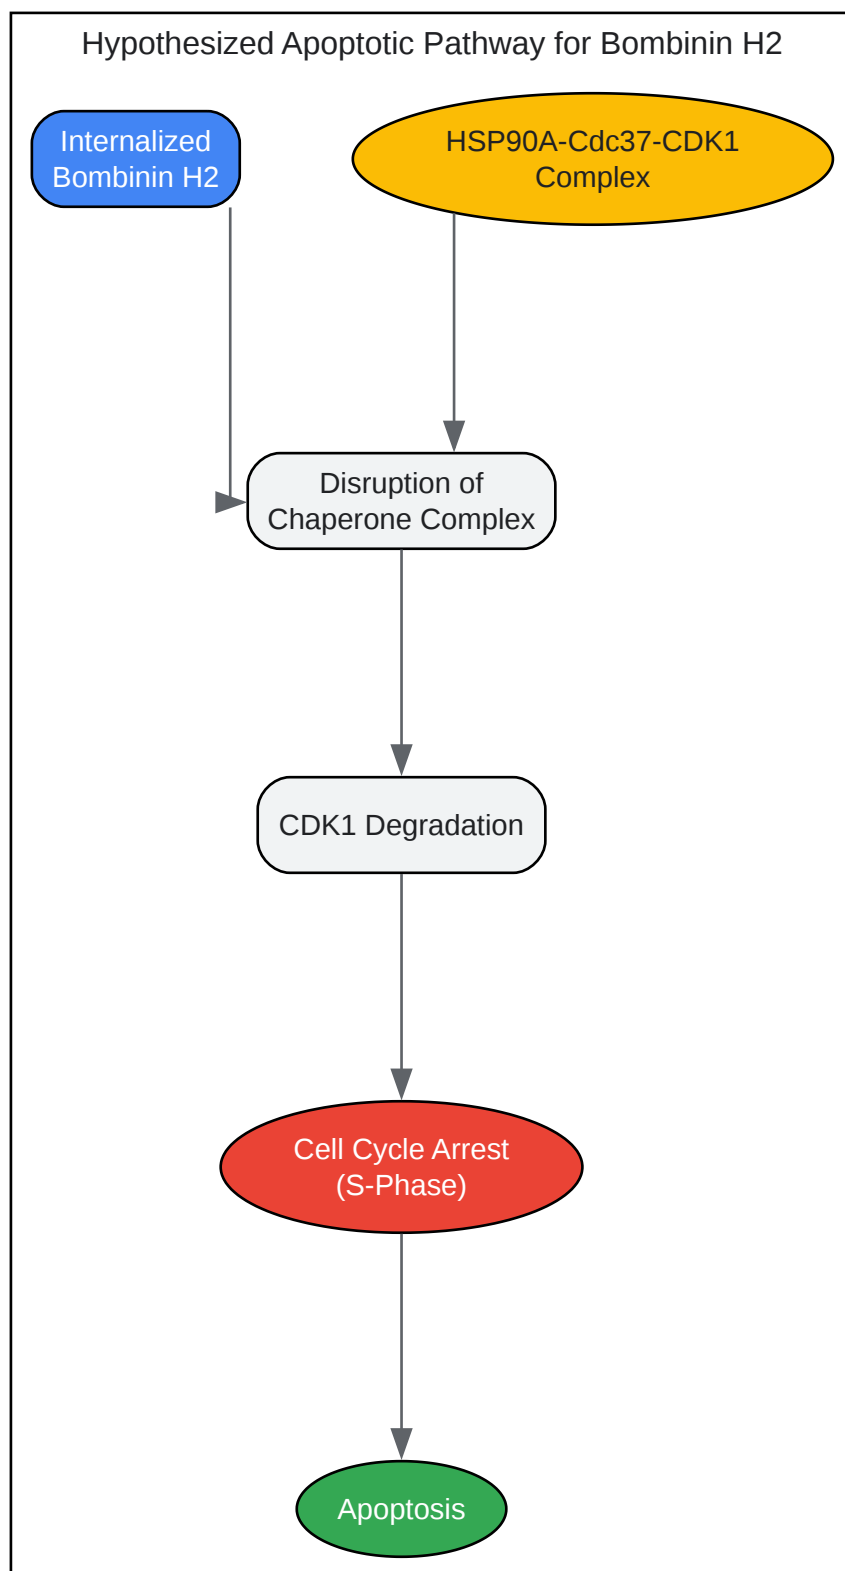 Hypothesized Apoptotic Pathway for Bombinin H2
Internalized
Bombinin H2
HSP90A-Cdc37-CDK1
Complex
Disruption of
Chaperone Complex
CDK1 Degradation
Cell Cycle Arrest
(S-Phase)
Apoptosis